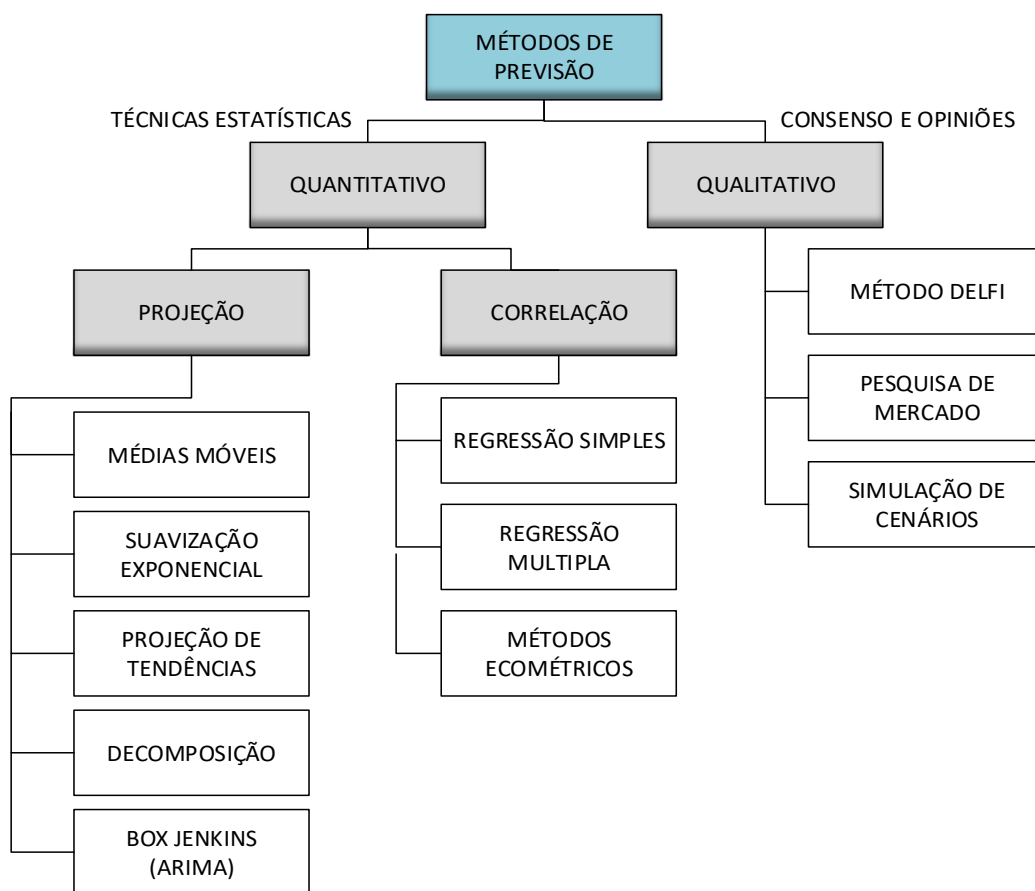 MÉTODOS DE
PREVISÃO
TÉCNICAS ESTATÍSTICAS
CONSENSO E OPINIÕES
QUANTITATIVO
QUALITATIVO
PROJEÇÃO
CORRELAÇÃO
MÉDIAS MÓVEIS
SUAVIZAÇÃO
EXPONENCIAL
PROJEÇÃO DE
TENDÊNCIAS
DECOMPOSIÇÃO
BOX JENKINS
(ARIMA)
REGRESSÃO SIMPLES
REGRESSÃO
MULTIPLA
MÉTODOS
ECOMÉTRICOS
MÉTODO DELFI
PESQUISA DE
MERCADO
SIMULAÇÃO DE
CENÁRIOS